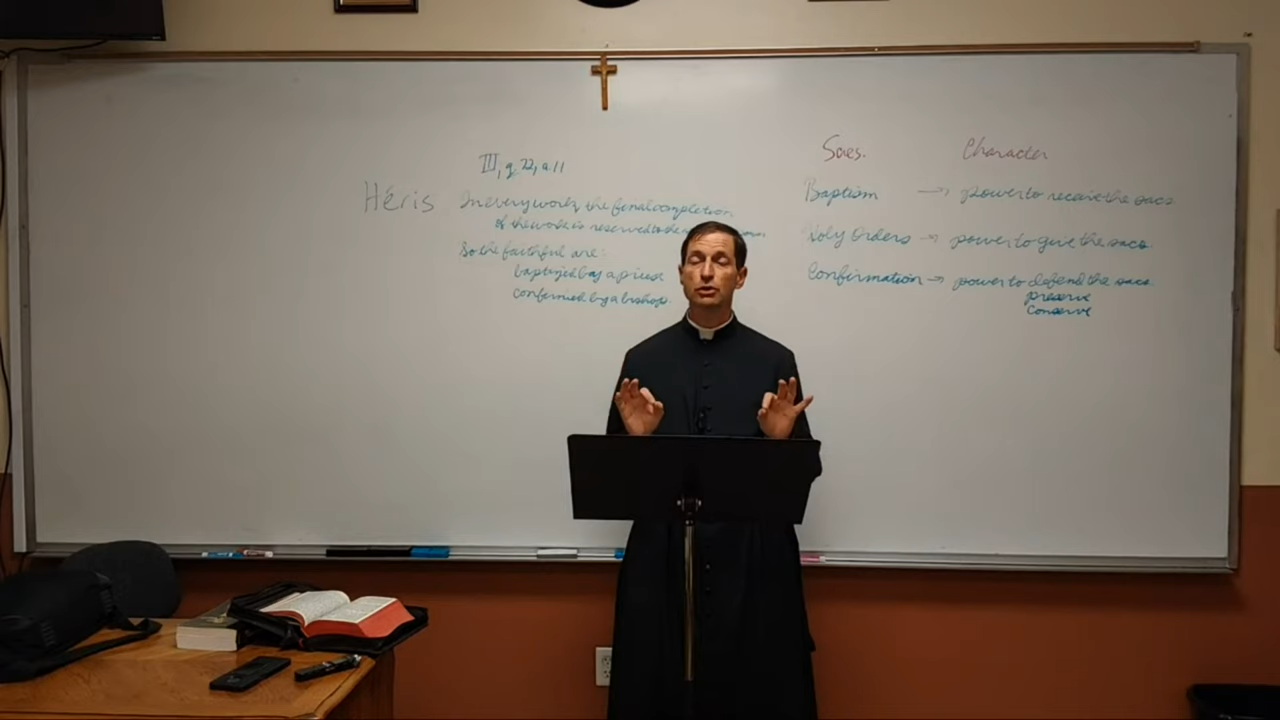 III, q 72, a 11
Héris
In every work, the final completion
of the work is reserved to the
So the faithful are:
baptized by a priest
confirmed by a bishop.
Sacs. Character
Baptism → power to receive the sacs
Holy Orders → power to give the sacs.
Confirmation → power to defend the sacs.
preserve
conserve